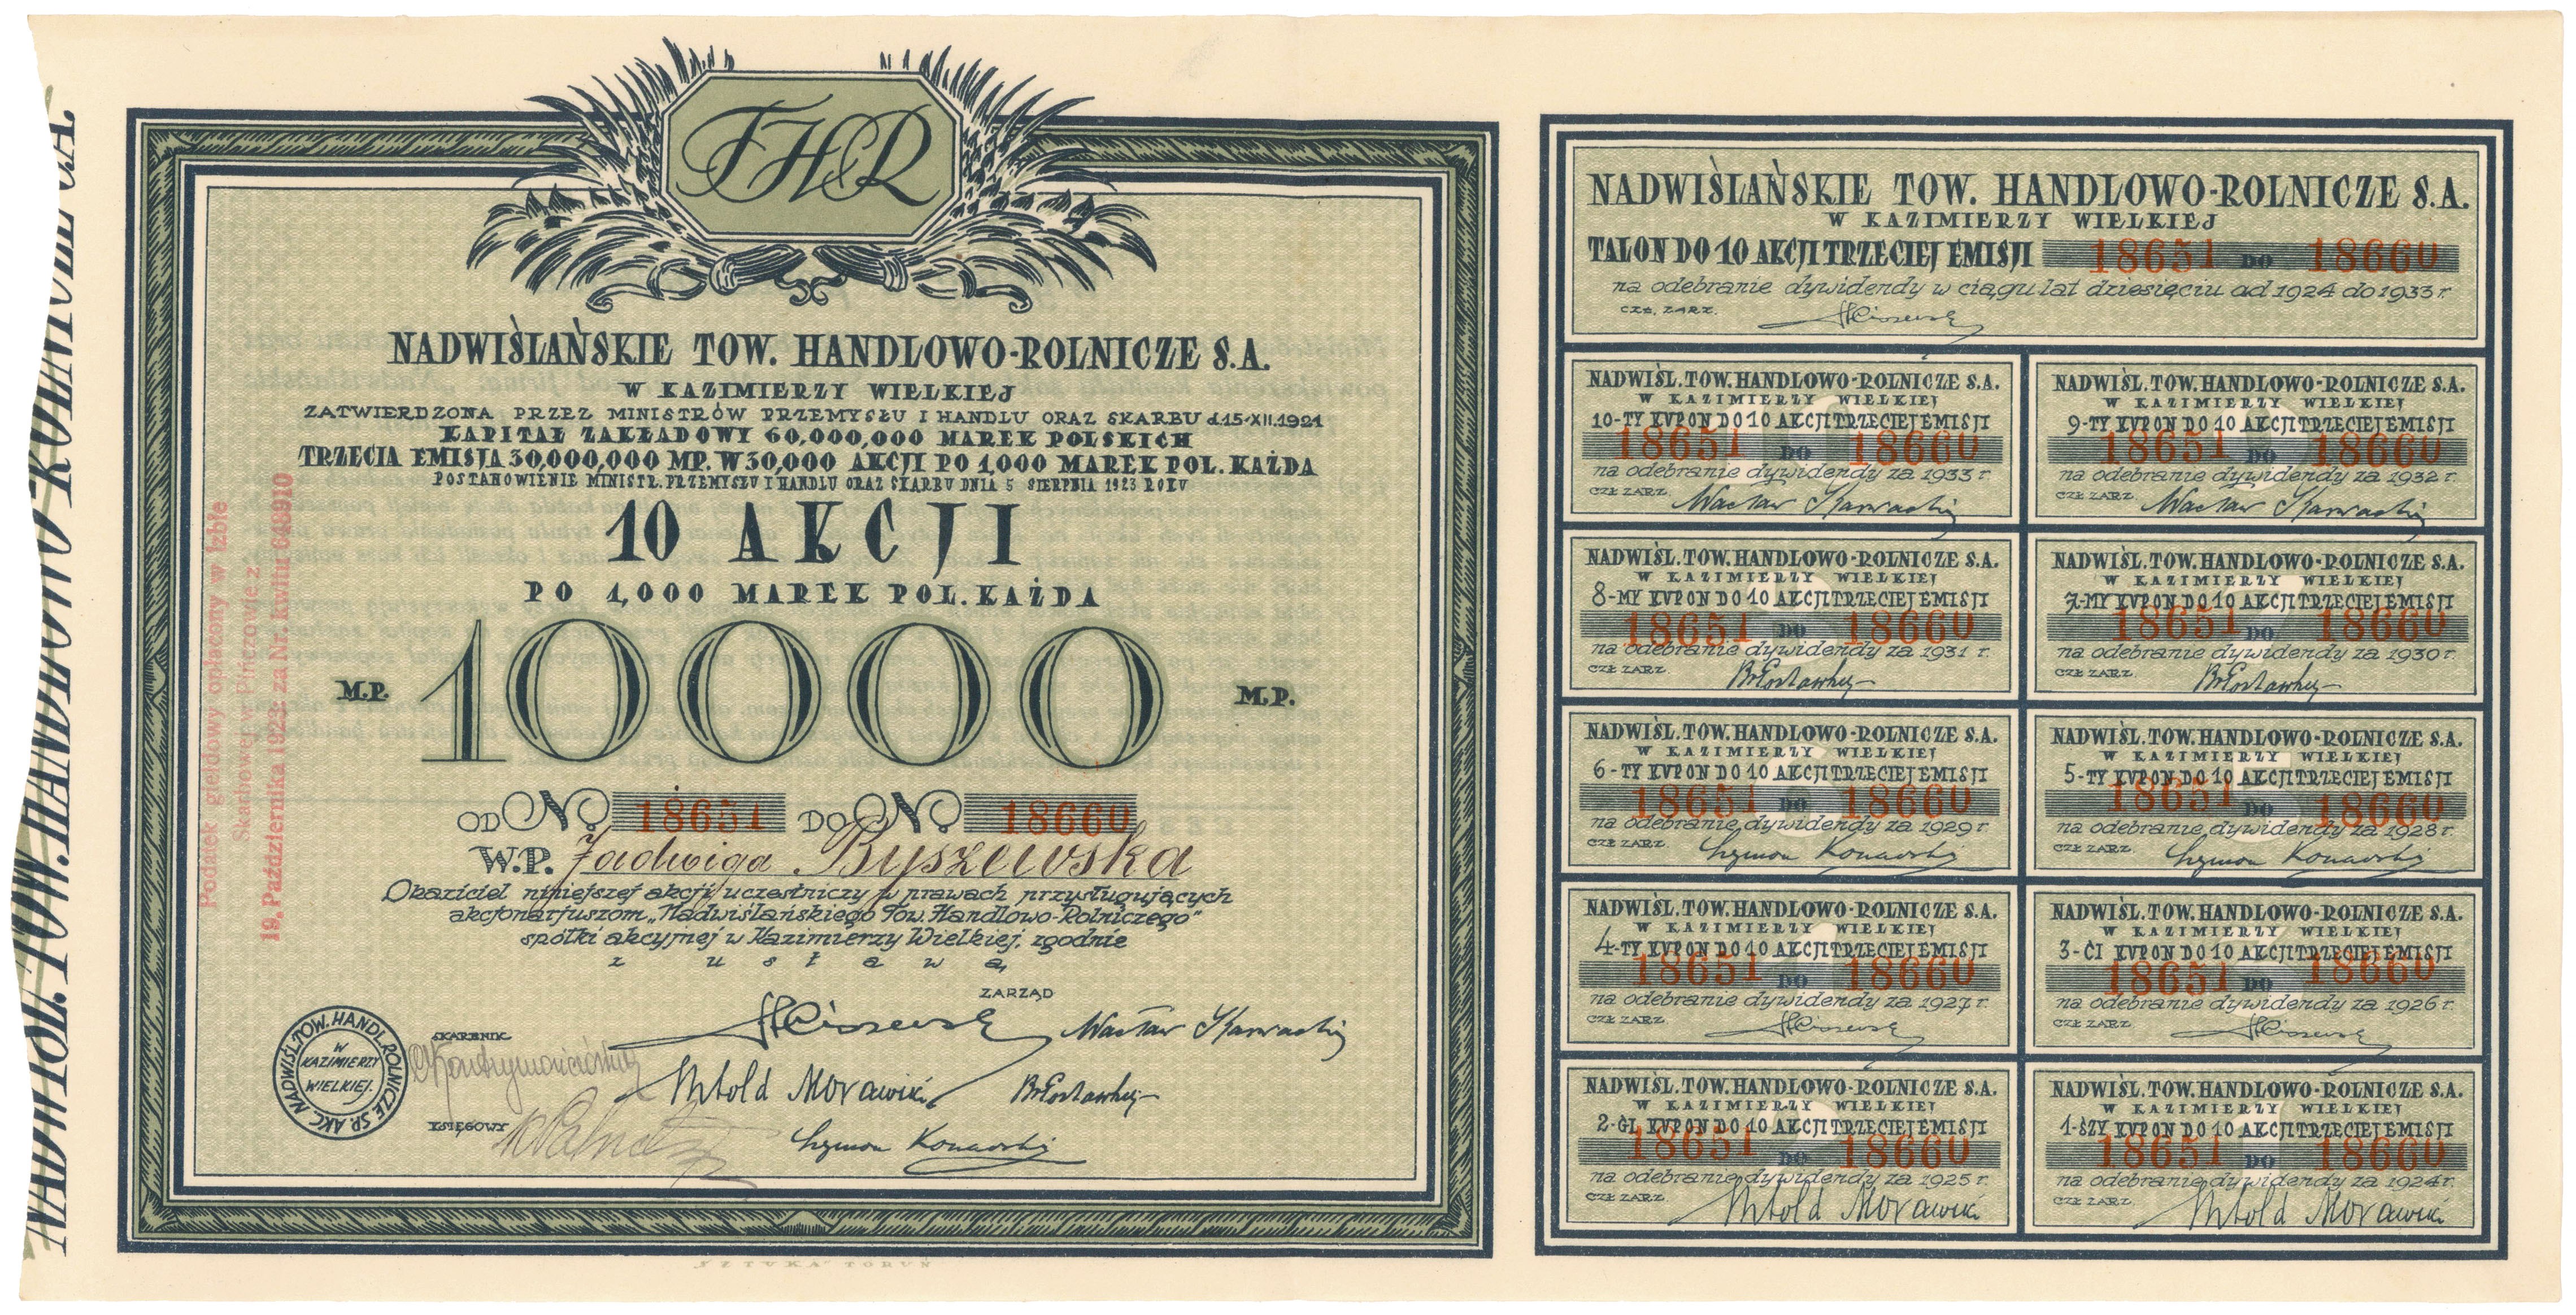 NADWIŚL. TOW. HANDLOWO ROLNICZE S.A.
THR
NADWIŚLAŃSKIE TOW. HANDLOWO-ROLNICZE S.A.
W KAZIMIERZY WIELKIEJ
ZATWIERDZONA PRZEZ MINISTRÓW PRZEMYSŁU I HANDLU ORAZ SKARBU d.15-XII.1921
KAPITAŁ ZAKŁADOWY 60,000,000 MAREK POLSKICH
TRZECIA EMISJA 30,000,000 MP. W 30,000 AKCJI PO 1,000 MAREK POL. KAŻDA
POSTANOWIENIE MINISTR. PRZEMYSŁU I HANDLU ORAZ SKARBU DNIA 5 SIERPNIA 1923 ROKU
10 AKCJI
PO 1,000 MAREK POL. KAŻDA
M.P. 10000 M.P.
OD No 18651 DO No 18660
W.P. Jadwiga Byszewska
Okaziciel niniejszej akcji uczestniczy w prawach przysługujących
akcjonarjuszom „Nadwiślańskiego Tow. Handlowo-Rolniczego”
spółki akcyjnej w Kazimierzy Wielkiej, zgodnie
z ustawą
ZARZĄD
SKARBNIK
Witold Morawski
KSIĘGOWY
NADWIŚL. TOW. HANDL. ROLNICZE SP. AKC.
W
KAZIMIERZY
WIELKIEJ.
Podatek giełdowy opłacony w Izbie
Skarbowej w Pińczowie z
19. Października 1923 za Nr. kwitu 648910
SZTUKA TORUŃ
NADWIŚLAŃSKIE TOW. HANDLOWO-ROLNICZE S.A.
W KAZIMIERZY WIELKIEJ
TALON DO 10 AKCJI TRZECIEJ EMISJI 18651 DO 18660
na odebranie dywidendy w ciągu lat dziesięciu od 1924 do 1933 r.
CZŁ. ZARZ.
NADWIŚL. TOW. HANDLOWO-ROLNICZE S.A.
W KAZIMIERZY WIELKIEJ
10-TY KUPON DO 10 AKCJI TRZECIEJ EMISJI
18651 DO 18660
na odebranie dywidendy za 1933 r.
CZŁ ZARZ.
NADWIŚL. TOW. HANDLOWO-ROLNICZE S.A.
W KAZIMIERZY WIELKIEJ
9-TY KUPON DO 10 AKCJI TRZECIEJ EMISJI
18651 DO 18660
na odebranie dywidendy za 1932 r.
CZŁ ZARZ.
NADWIŚL. TOW. HANDLOWO-ROLNICZE S.A.
W KAZIMIERZY WIELKIEJ
8-MY KUPON DO 10 AKCJI TRZECIEJ EMISJI
18651 DO 18660
na odebranie dywidendy za 1931 r.
CZŁ ZARZ.
NADWIŚL. TOW. HANDLOWO-ROLNICZE S.A.
W KAZIMIERZY WIELKIEJ
7-MY KUPON DO 10 AKCJI TRZECIEJ EMISJI
18651 DO 18660
na odebranie dywidendy za 1930 r.
CZŁ ZARZ.
NADWIŚL. TOW. HANDLOWO-ROLNICZE S.A.
W KAZIMIERZY WIELKIEJ
6-TY KUPON DO 10 AKCJI TRZECIEJ EMISJI
18651 DO 18660
na odebranie dywidendy za 1929 r.
CZŁ ZARZ.
NADWIŚL. TOW. HANDLOWO-ROLNICZE S.A.
W KAZIMIERZY WIELKIEJ
5-TY KUPON DO 10 AKCJI TRZECIEJ EMISJI
18651 DO 18660
na odebranie dywidendy za 1928 r.
CZŁ ZARZ.
NADWIŚL. TOW. HANDLOWO-ROLNICZE S.A.
W KAZIMIERZY WIELKIEJ
4-TY KUPON DO 10 AKCJI TRZECIEJ EMISJI
18651 DO 18660
na odebranie dywidendy za 1927 r.
CZŁ ZARZ.
NADWIŚL. TOW. HANDLOWO-ROLNICZE S.A.
W KAZIMIERZY WIELKIEJ
3-CI KUPON DO 10 AKCJI TRZECIEJ EMISJI
18651 DO 18660
na odebranie dywidendy za 1926 r.
CZŁ ZARZ.
NADWIŚL. TOW. HANDLOWO-ROLNICZE S.A.
W KAZIMIERZY WIELKIEJ
2-GI KUPON DO 10 AKCJI TRZECIEJ EMISJI
18651 DO 18660
na odebranie dywidendy za 1925 r.
CZŁ ZARZ.
Witold Morawski
NADWIŚL. TOW. HANDLOWO-ROLNICZE S.A.
W KAZIMIERZY WIELKIEJ
1-SZY KUPON DO 10 AKCJI TRZECIEJ EMISJI
18651 DO 18660
na odebranie dywidendy za 1924 r.
CZŁ ZARZ.
Witold Morawski